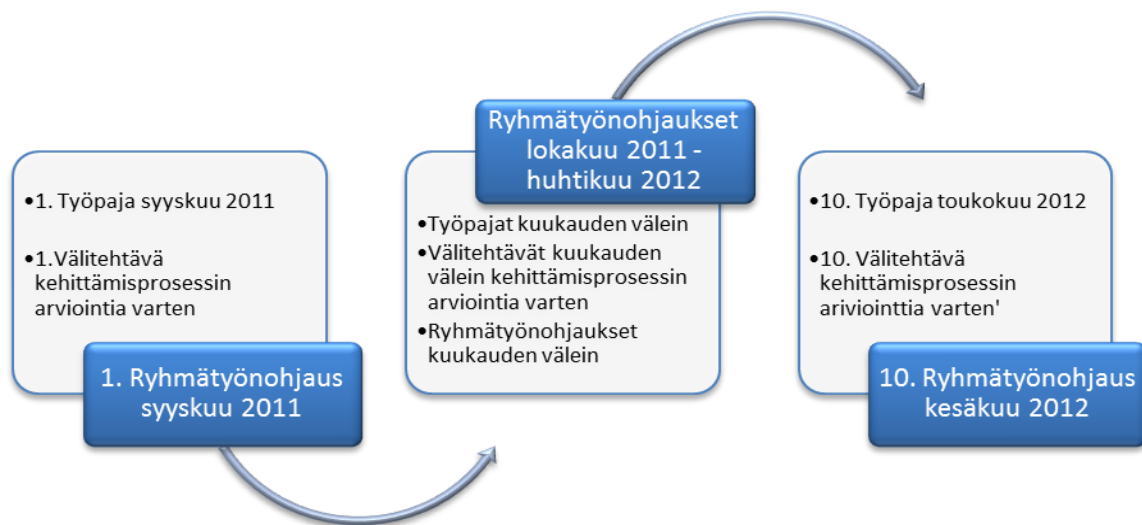 •1. Työpaja syyskuu 2011
•1.Välitehtävä
kehittämisprosessin
arviointia varten
1. Ryhmätyönohjaus
syyskuu 2011
Ryhmätyönohjaukset
lokakuu 2011 -
huhtikuu 2012
•Työpajat kuukauden välein
•Välitehtävät kuukauden
välein kehittämisprosessin
arviointia varten
•Ryhmätyönohjaukset
kuukauden välein
•10. Työpaja toukokuu 2012
•10. Välitehtävä
kehittämisprosessin
ariviointtia varten'
10. Ryhmätyönohjaus
kesäkuu 2012